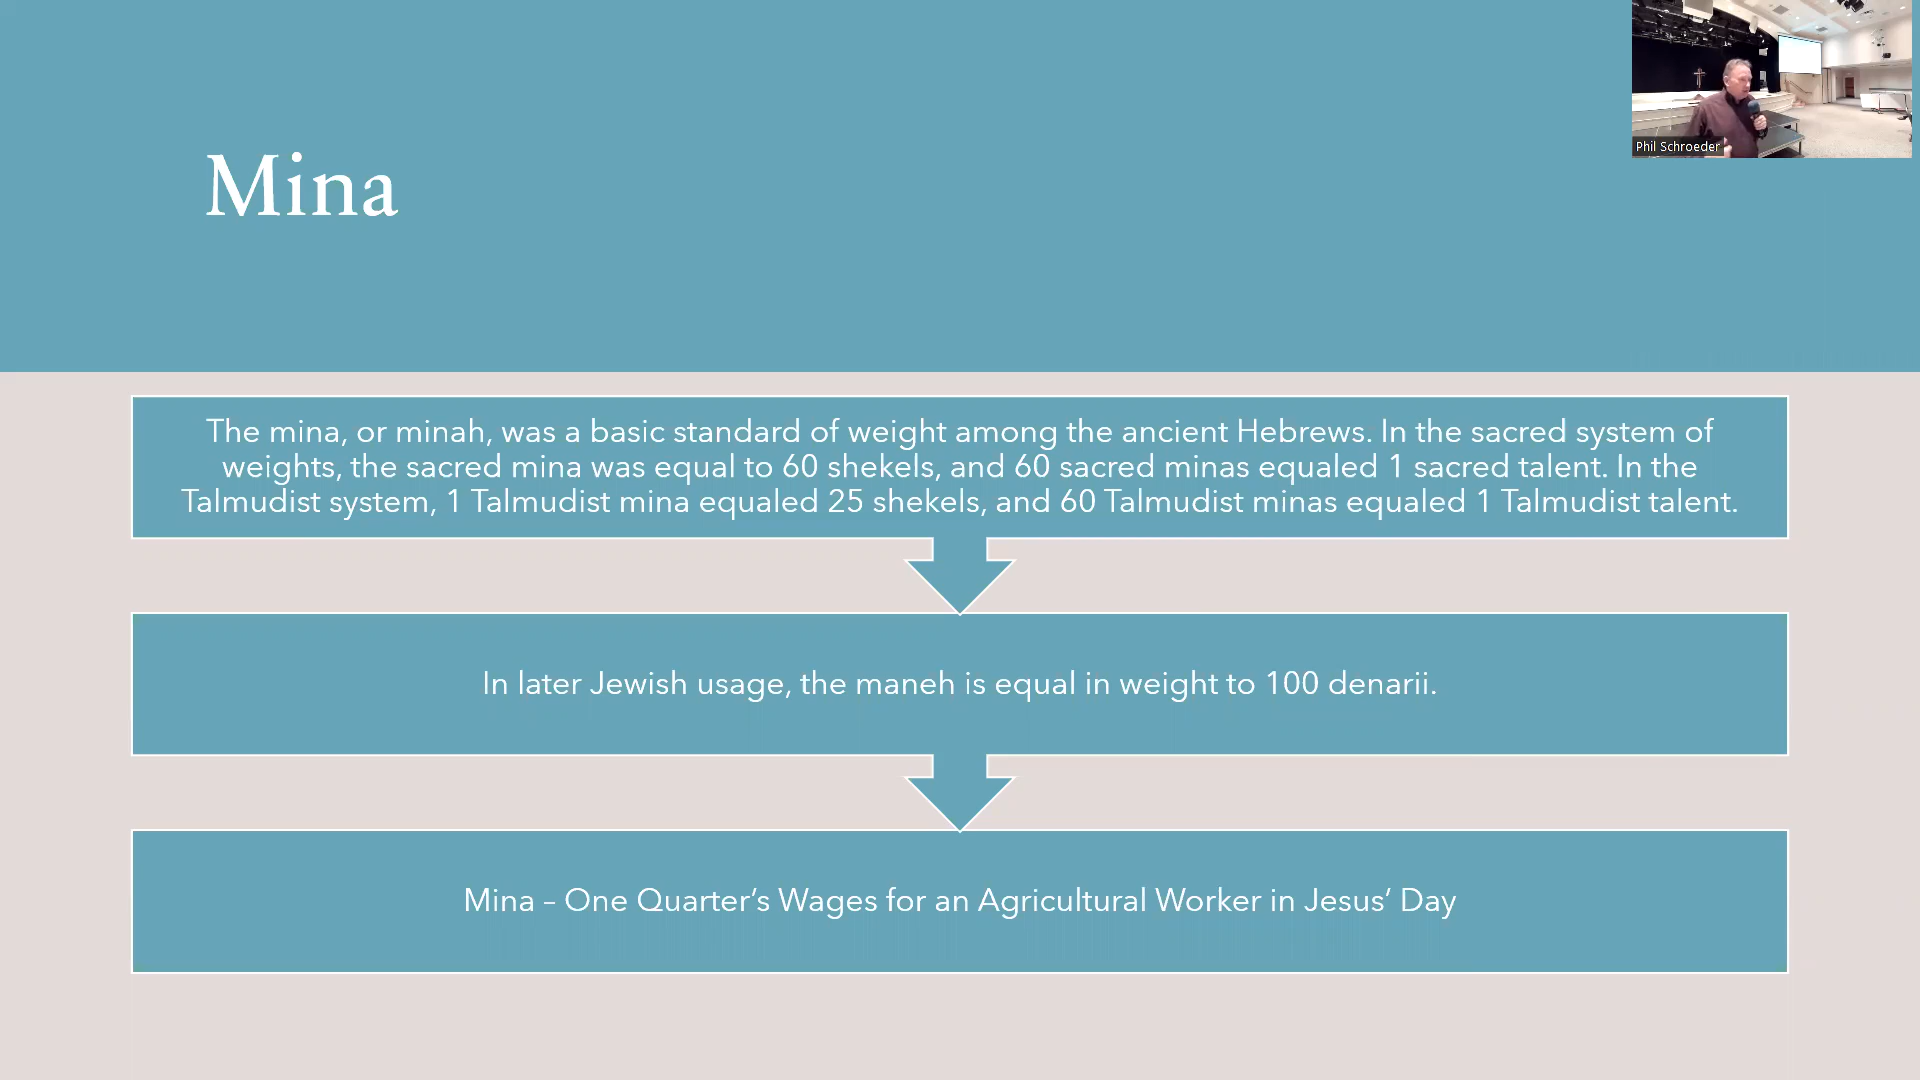 Mina
Phil Schroeder
The mina, or minah, was a basic standard of weight among the ancient Hebrews. In the sacred system of
weights, the sacred mina was equal to 60 shekels, and 60 sacred minas equaled 1 sacred talent. In the
Talmudist system, 1 Talmudist mina equaled 25 shekels, and 60 Talmudist minas equaled 1 Talmudist talent.
In later Jewish usage, the maneh is equal in weight to 100 denarii.
Mina – One Quarter’s Wages for an Agricultural Worker in Jesus’ Day